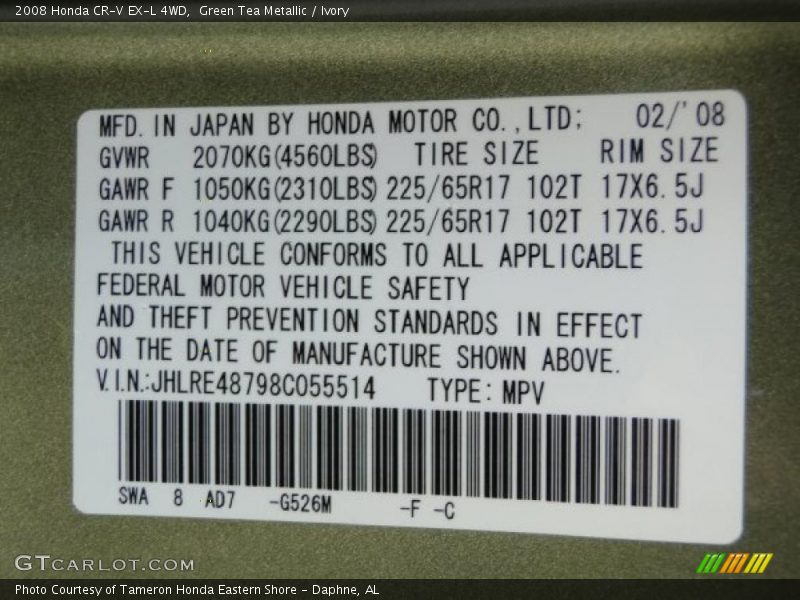 2008 Honda CR-V EX-L 4WD, Green Tea Metallic / Ivory
MFD. IN JAPAN BY HONDA MOTOR CO.,LTD; 02/'08
GVWR 2070KG(4560LBS) TIRE SIZE RIM SIZE
GAWR F 1050KG(2310LBS) 225/65R17 102T 17X6.5J
GAWR R 1040KG(2290LBS) 225/65R17 102T 17X6.5J
THIS VEHICLE CONFORMS TO ALL APPLICABLE
FEDERAL MOTOR VEHICLE SAFETY
AND THEFT PREVENTION STANDARDS IN EFFECT
ON THE DATE OF MANUFACTURE SHOWN ABOVE.
V.I.N.:JHLRE48798C055514 TYPE: MPV
SWA 8 AD7 -G526M -F -C
GTCARLOT.COM
Photo Courtesy of Tameron Honda Eastern Shore - Daphne, AL